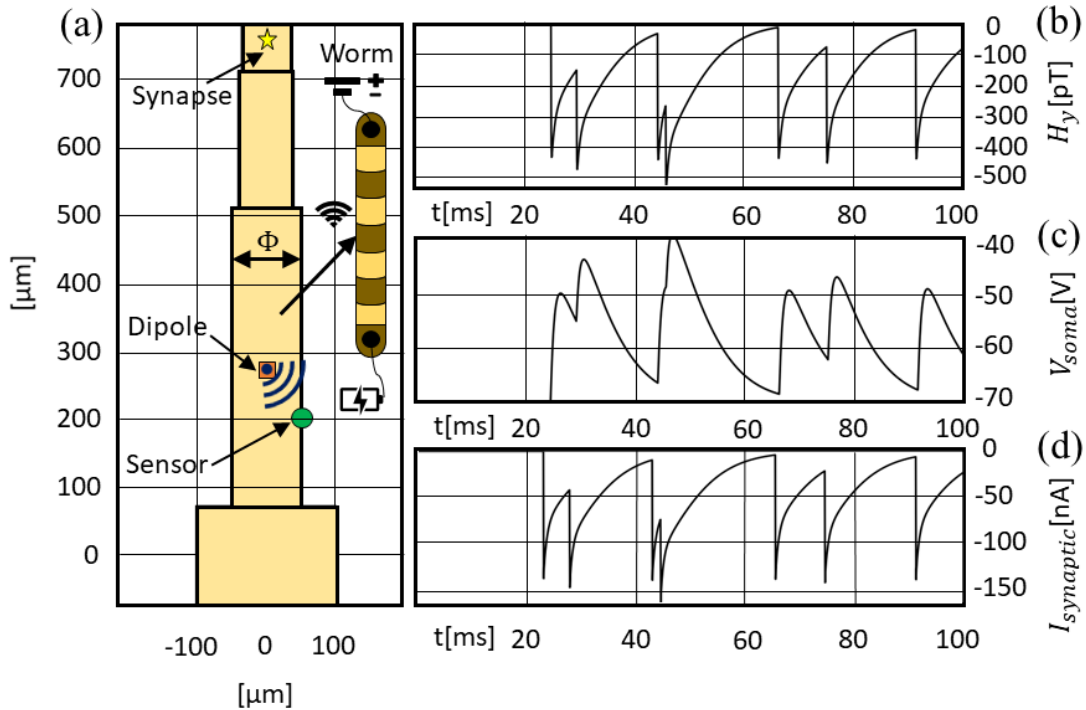 (a)
700
600
500
400
300
200
100
0
[μm]
Synapse
Worm
+
−
Φ
Dipole
Sensor
-100 0 100
[μm]
(b)
0
-100
-200
-300
-400
-500
H_y[pT]
t[ms] 20 40 60 80 100
(c)
-40
-50
-60
-70
V_soma[V]
t[ms] 20 40 60 80 100
(d)
0
-50
-100
-150
I_synaptic[nA]
t[ms] 20 40 60 80 100